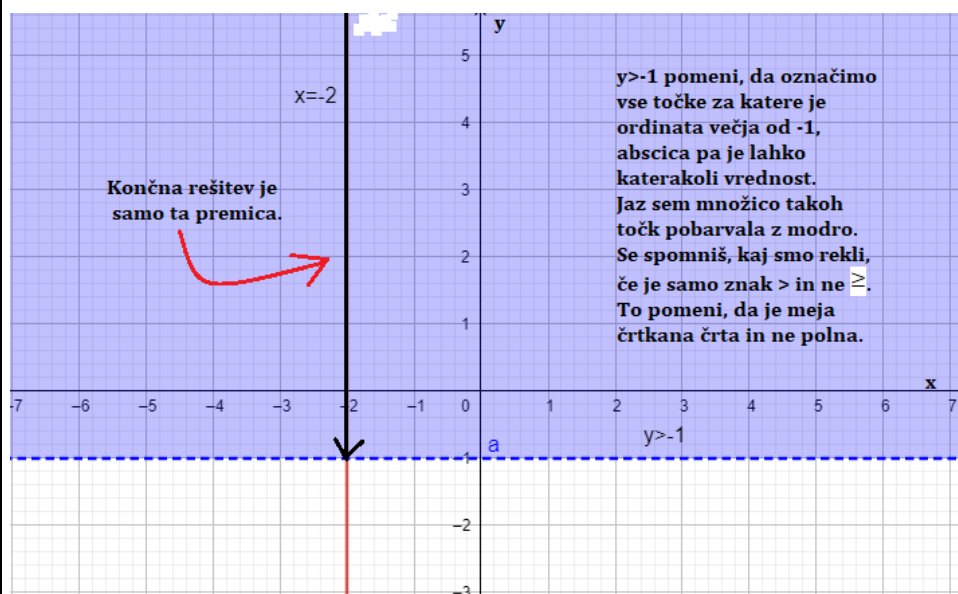 y
5
y>-1 pomeni, da označimo
vse točke za katere je
ordinata večja od -1,
abscica pa je lahko
katerakoli vrednost.
Jaz sem množico takoh
točk pobarvala z modro.
Se spomniš, kaj smo rekli,
če je samo znak > in ne ≥.
To pomeni, da je meja
črtkana črta in ne polna.
x=-2
4
Končna rešitev je
samo ta premica.
3
2
1
x
-7 -6 -5 -4 -3 -2 -1 0 1 2 3 4 5 6 7
y>-1
a
-1
-2
-3